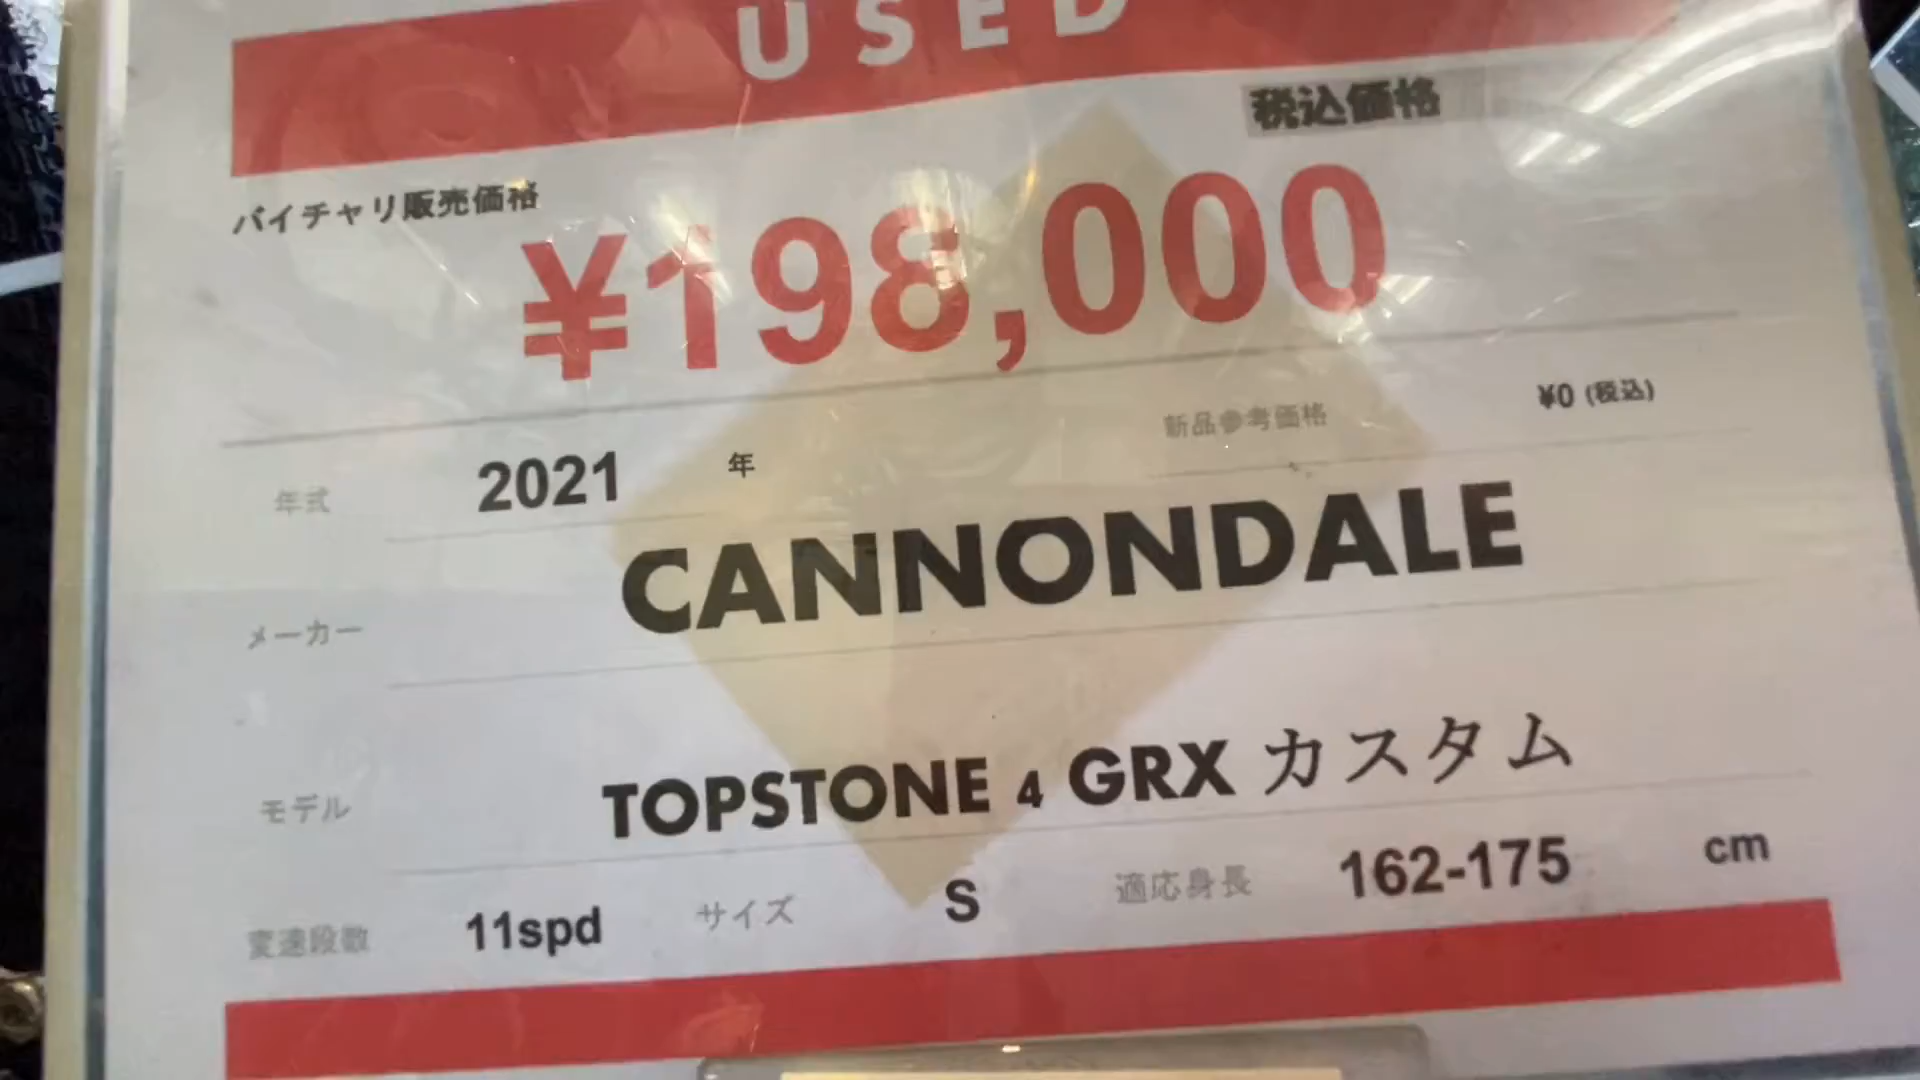 USED
税込価格
バイチャリ販売価格
¥198,000
新品参考価格 ¥0 (税込)
年式 2021 年
メーカー CANNONDALE
モデル TOPSTONE 4 GRX カスタム
変速段数 11spd サイズ S 適応身長 162-175 cm